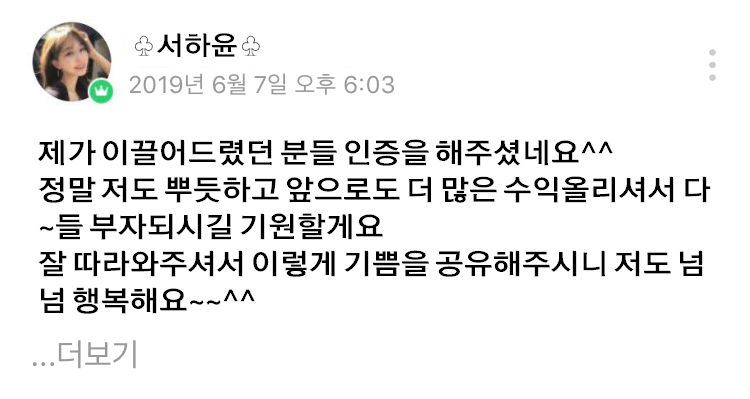 ♧서하윤♧
2019년 6월 7일 오후 6:03
제가 이끌어드렸던 분들 인증을 해주셨네요^^
정말 저도 뿌듯하고 앞으로도 더 많은 수익올리셔서 다
~들 부자되시길 기원할게요
잘 따라와주셔서 이렇게 기쁨을 공유해주시니 저도 넘
넘 행복해요~~^^
...더보기